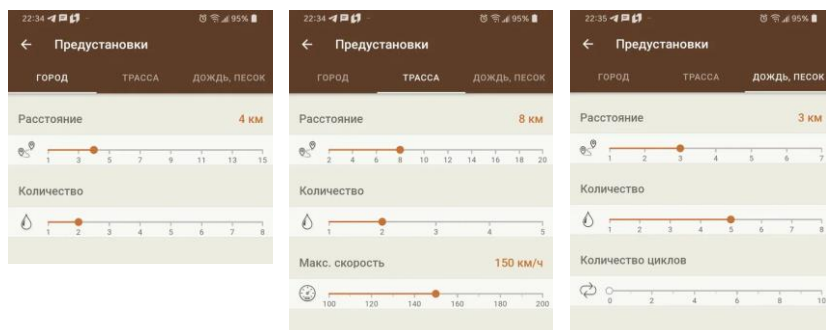 22:34 95%
Предустановки
ГОРОД ТРАССА ДОЖДЬ, ПЕСОК
Расстояние 4 км
1 3 5 7 9 11 13 15
Количество
1 2 3 4 5 6 7 8
22:34 95%
Предустановки
ГОРОД ТРАССА ДОЖДЬ, ПЕСОК
Расстояние 8 км
2 4 6 8 10 12 14 16 18 20
Количество
1 2 3 4 5
Макс. скорость 150 км/ч
100 120 140 160 180 200
22:35 95%
Предустановки
ГОРОД ТРАССА ДОЖДЬ, ПЕСОК
Расстояние 3 км
1 2 3 4 5 6 7
Количество
1 2 3 4 5 6 7 8
Количество циклов
0 2 4 6 8 10